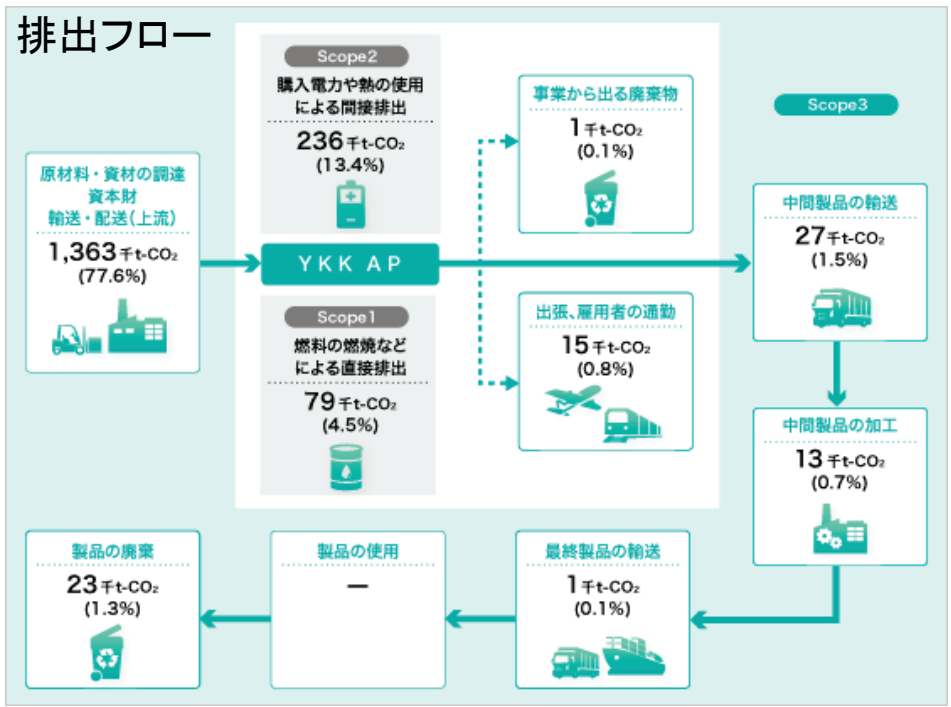 排出フロー
Scope2
購入電力や熱の使用
による間接排出
236千t-CO₂
(13.4%)
事業から出る廃棄物
1千t-CO₂
(0.1%)
Scope3
原材料・資材の調達
資本財
輸送・配送(上流)
1,363千t-CO₂
(77.6%)
YKK AP
中間製品の輸送
27千t-CO₂
(1.5%)
Scope1
燃料の燃焼など
による直接排出
79千t-CO₂
(4.5%)
出張、雇用者の通勤
15千t-CO₂
(0.8%)
中間製品の加工
13千t-CO₂
(0.7%)
製品の廃棄
23千t-CO₂
(1.3%)
製品の使用
ー
最終製品の輸送
1千t-CO₂
(0.1%)